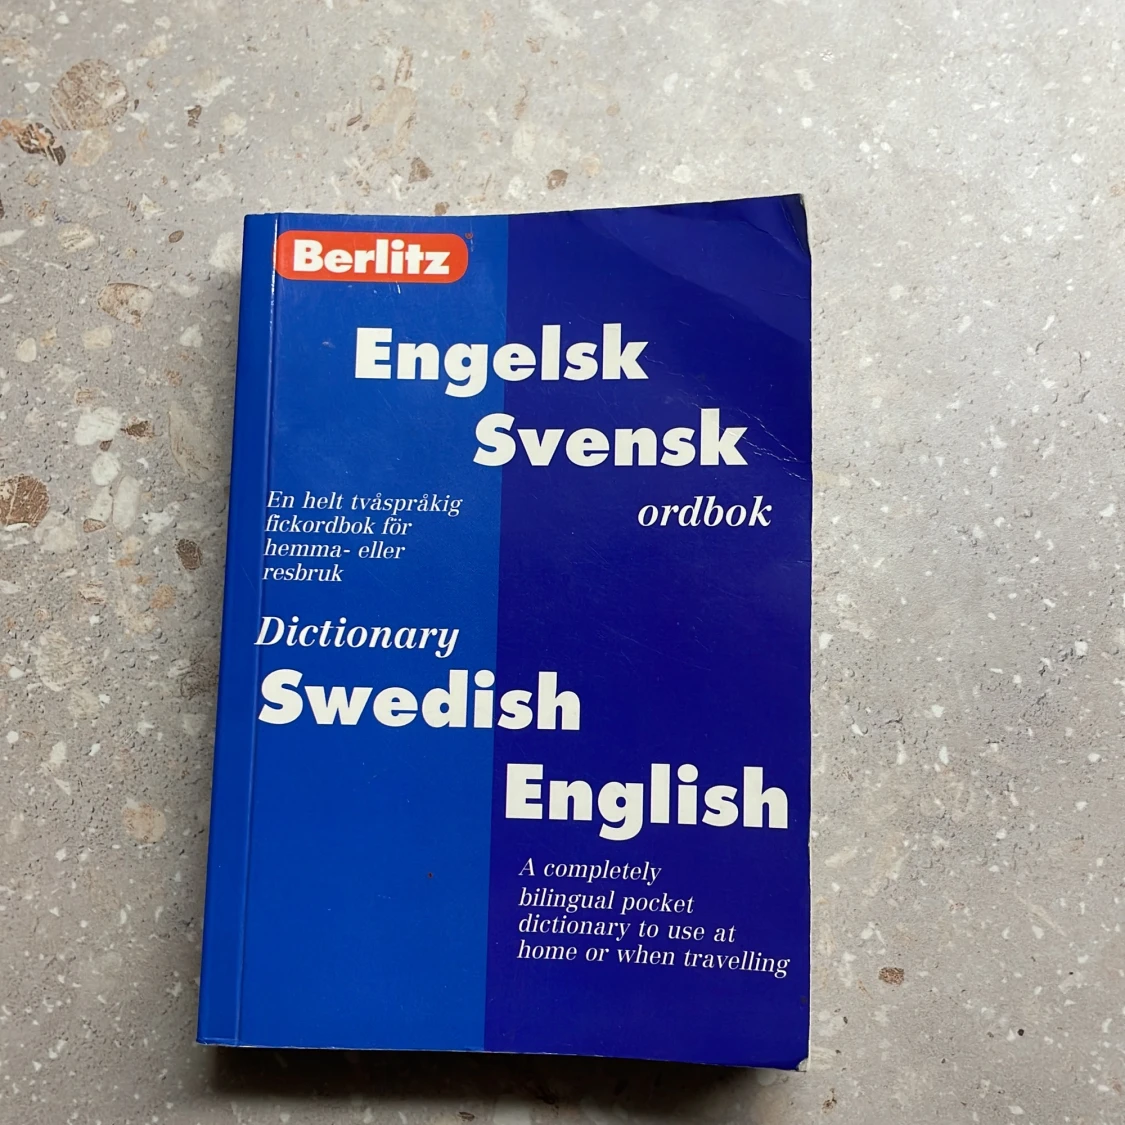 Berlitz
Engelsk
Svensk
ordbok
En helt tvåspråkig
fickordbok för
hemma- eller
resbruk
Dictionary
Swedish
English
A completely
bilingual pocket
dictionary to use at
home or when travelling